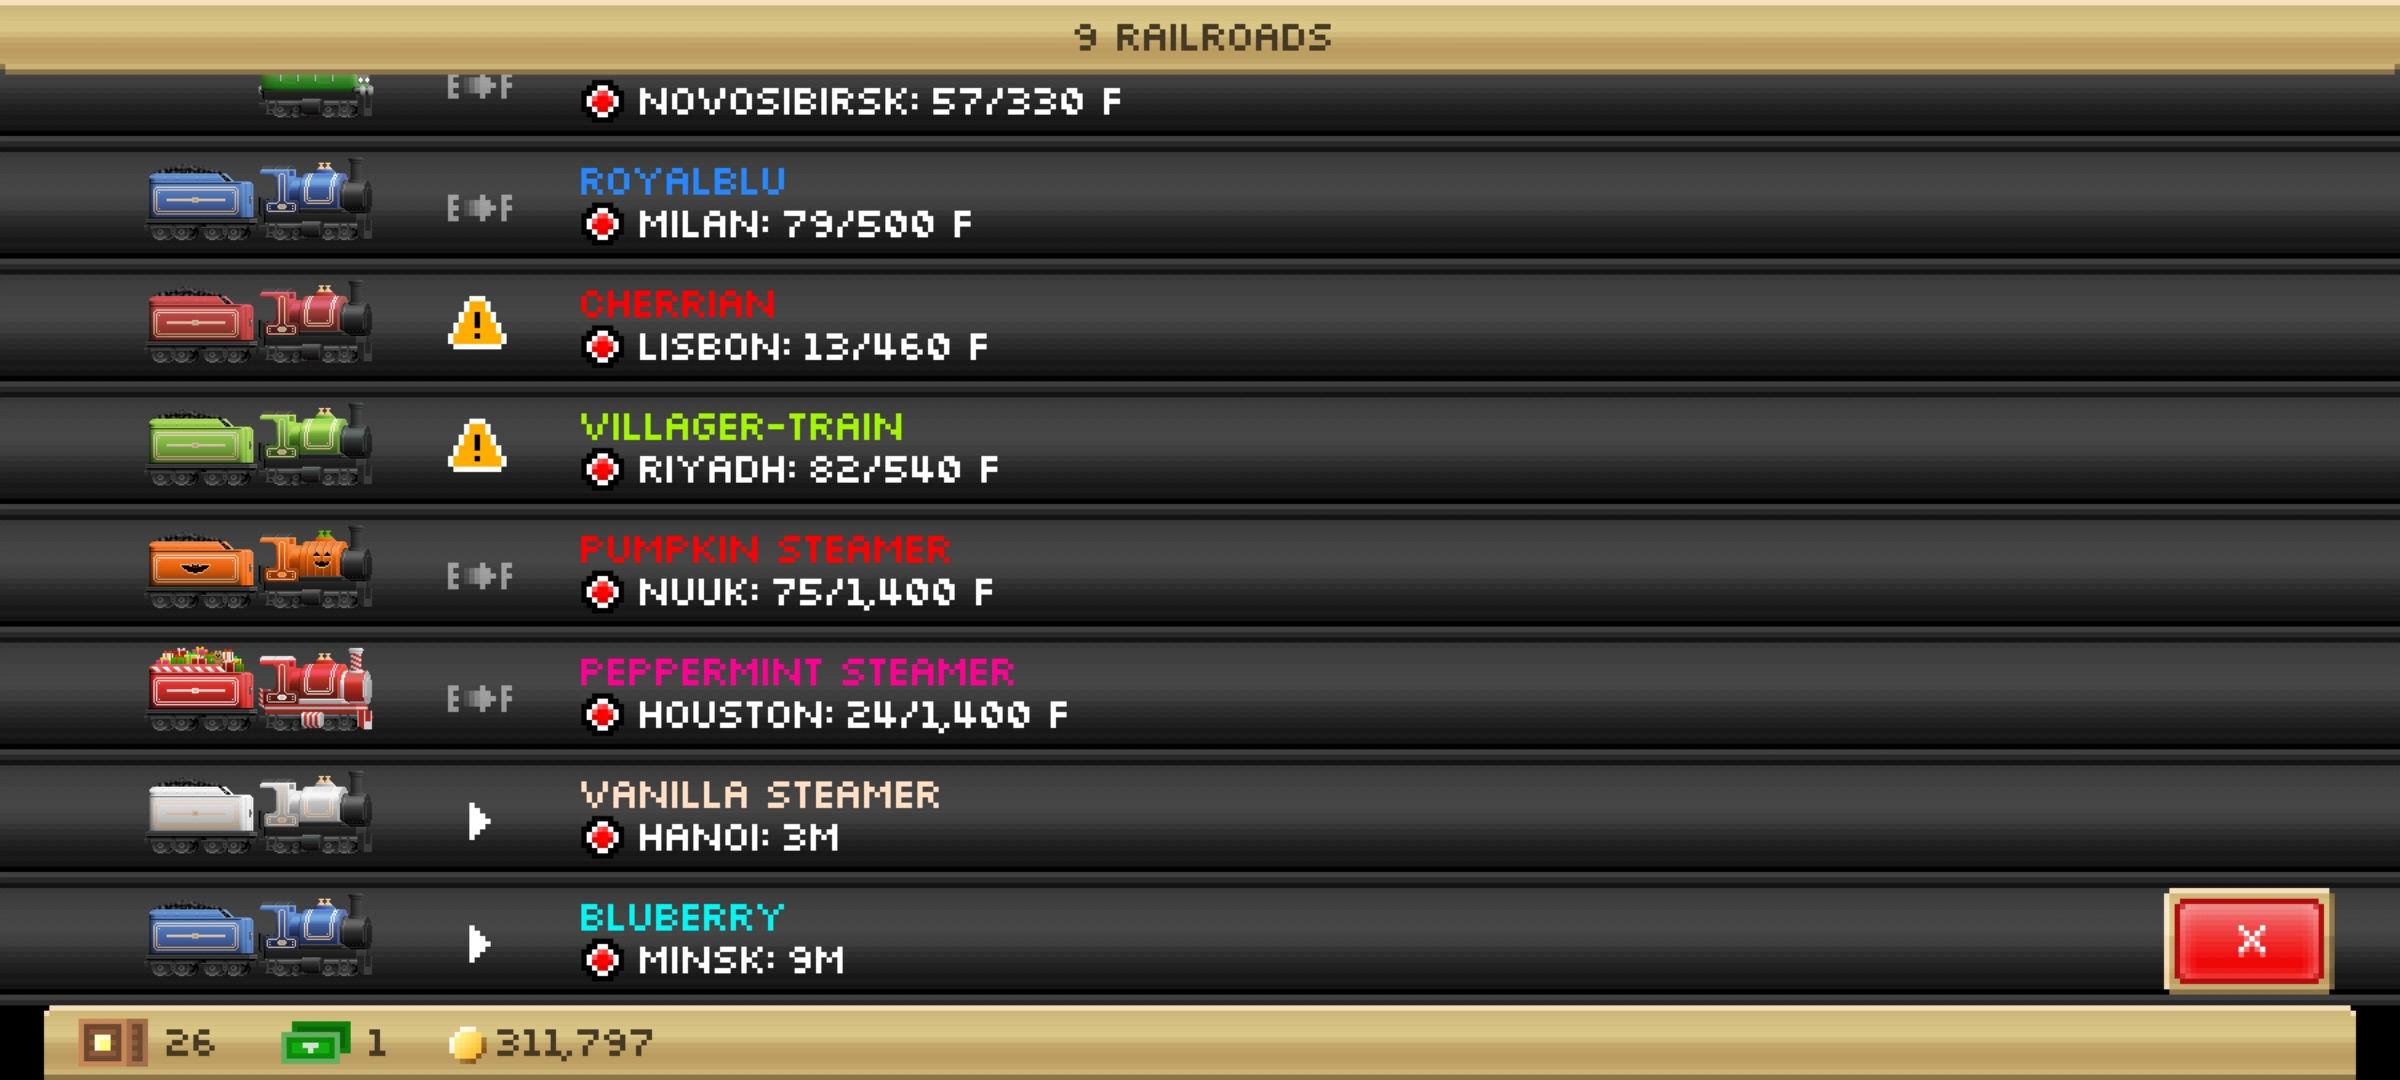 9 RAILROADS
E F
NOVOSIBIRSK: 57/330 F
ROYALBLU
E F
MILAN: 79/500 F
CHERRIAN
!
LISBON: 13/460 F
VILLAGER-TRAIN
!
RIYADH: 82/540 F
PUMPKIN STEAMER
E F
NUUK: 75/1,400 F
PEPPERMINT STEAMER
E F
HOUSTON: 24/1,400 F
VANILLA STEAMER
HANOI: 3M
BLUBERRY
MINSK: 9M
X
26 1 311,797